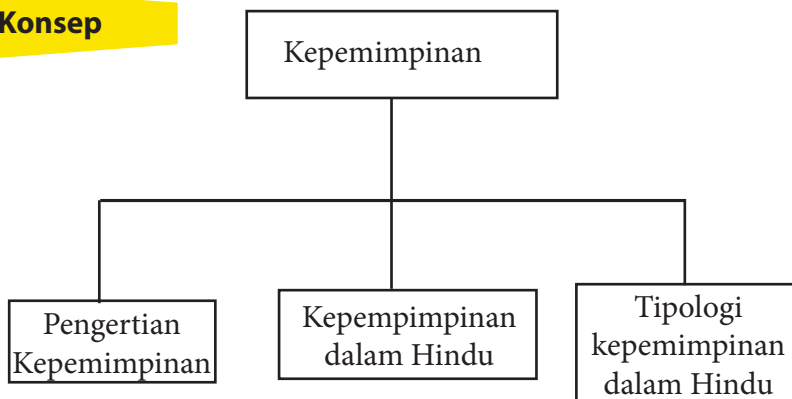 Konsep
Kepemimpinan
Pengertian
Kepemimpinan
Kepempimpinan
dalam Hindu
Tipologi
kepemimpinan
dalam Hindu